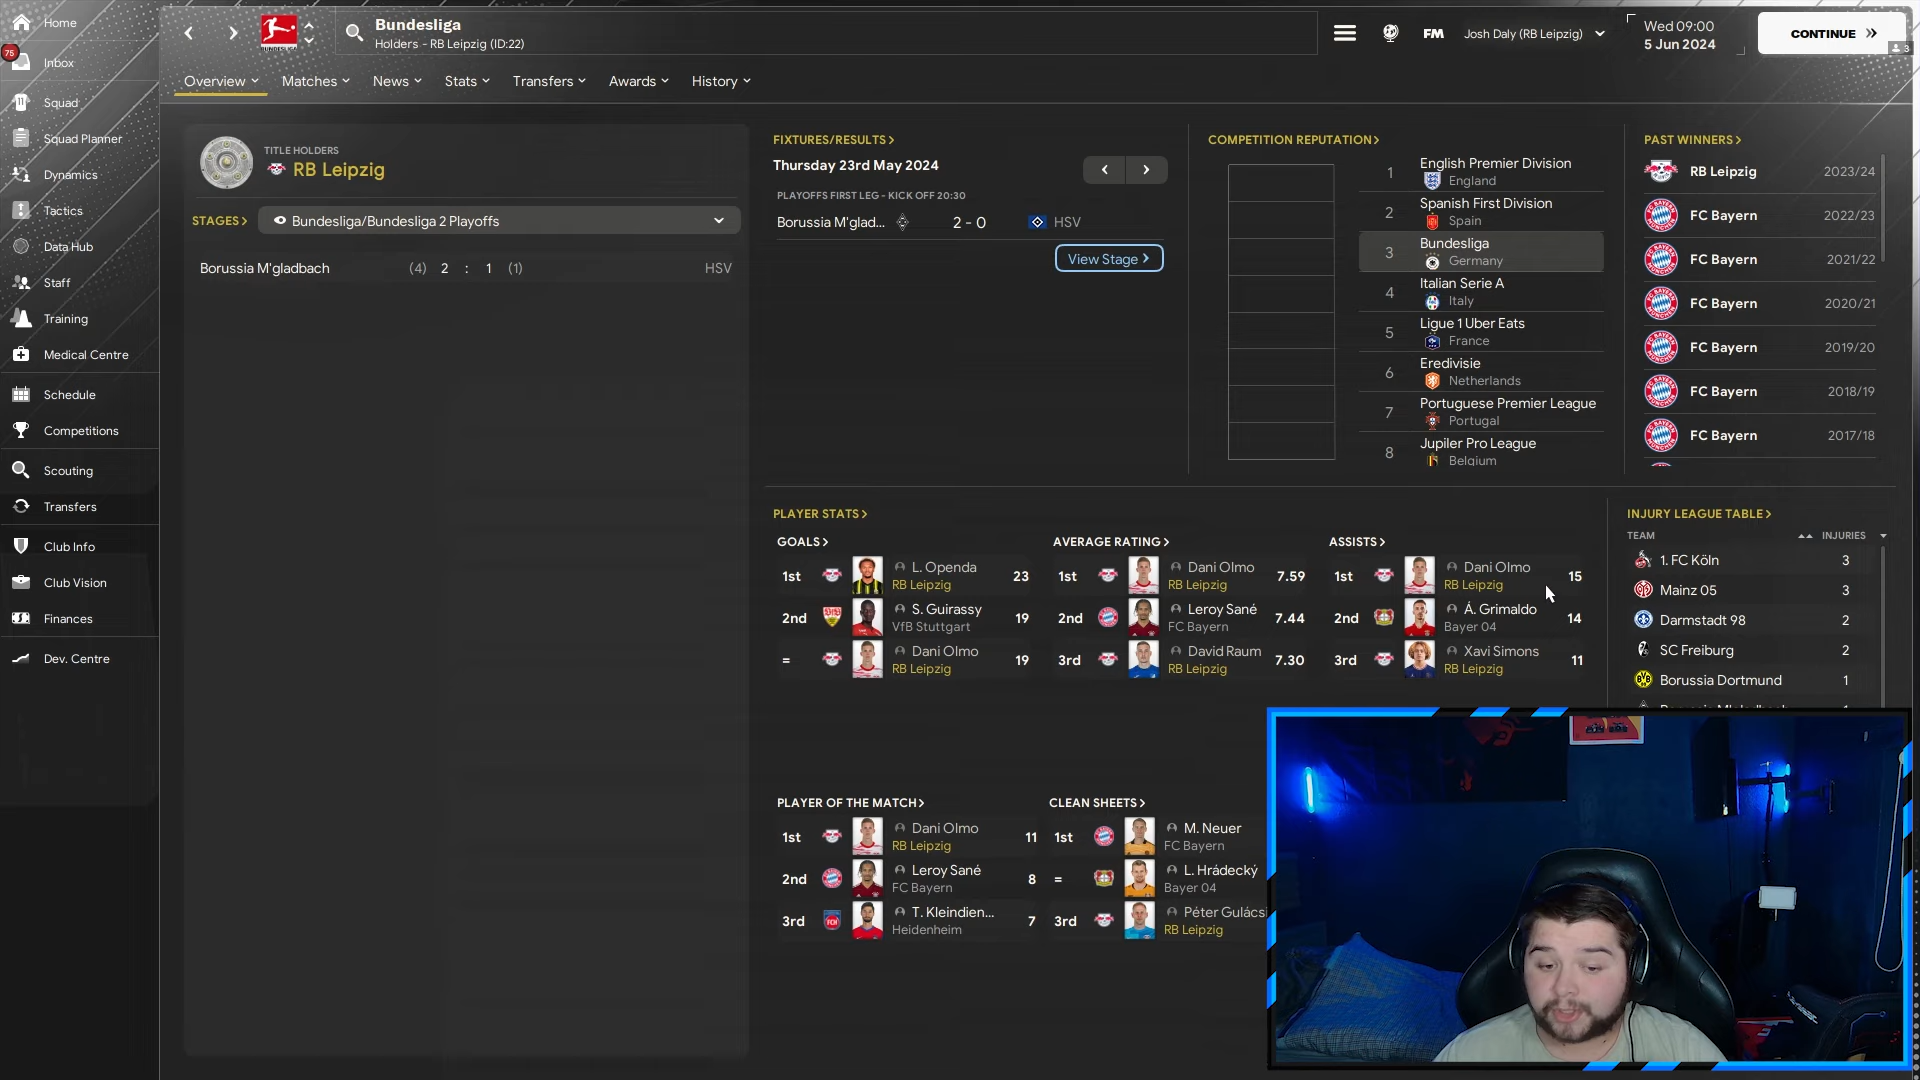 Home
75
Inbox
Squad
Squad Planner
Dynamics
Tactics
Data Hub
Staff
Training
Medical Centre
Schedule
Competitions
Scouting
Transfers
Club Info
Club Vision
Finances
Dev. Centre
Bundesliga
Holders - RB Leipzig (ID:22)
FM
Josh Daly (RB Leipzig)
Wed 09:00
5 Jun 2024
CONTINUE
3
Overview
Matches
News
Stats
Transfers
Awards
History
TITLE HOLDERS
RB Leipzig
STAGES
Bundesliga/Bundesliga 2 Playoffs
Borussia M'gladbach (4) 2 : 1 (1) HSV
FIXTURES/RESULTS
Thursday 23rd May 2024
PLAYOFFS FIRST LEG - KICK OFF 20:30
Borussia M'glad... 2 - 0 HSV
View Stage
COMPETITION REPUTATION
1 English Premier Division
England
2 Spanish First Division
Spain
3 Bundesliga
Germany
4 Italian Serie A
Italy
5 Ligue 1 Uber Eats
France
6 Eredivisie
Netherlands
7 Portuguese Premier League
Portugal
8 Jupiler Pro League
Belgium
PAST WINNERS
RB Leipzig 2023/24
FC Bayern 2022/23
FC Bayern 2021/22
FC Bayern 2020/21
FC Bayern 2019/20
FC Bayern 2018/19
FC Bayern 2017/18
PLAYER STATS
GOALS
1st L. Openda 23
RB Leipzig
2nd S. Guirassy 19
VfB Stuttgart
= Dani Olmo 19
RB Leipzig
AVERAGE RATING
1st Dani Olmo 7.59
RB Leipzig
2nd Leroy Sané 7.44
FC Bayern
3rd David Raum 7.30
RB Leipzig
ASSISTS
1st Dani Olmo 15
RB Leipzig
2nd Á. Grimaldo 14
Bayer 04
3rd Xavi Simons 11
RB Leipzig
INJURY LEAGUE TABLE
TEAM INJURIES
1. FC Köln 3
Mainz 05 3
Darmstadt 98 2
SC Freiburg 2
Borussia Dortmund 1
PLAYER OF THE MATCH
1st Dani Olmo 11
RB Leipzig
2nd Leroy Sané 8
FC Bayern
3rd T. Kleindien... 7
Heidenheim
CLEAN SHEETS
1st M. Neuer
FC Bayern
= L. Hrádecký
Bayer 04
3rd Péter Gulácsi
RB Leipzig